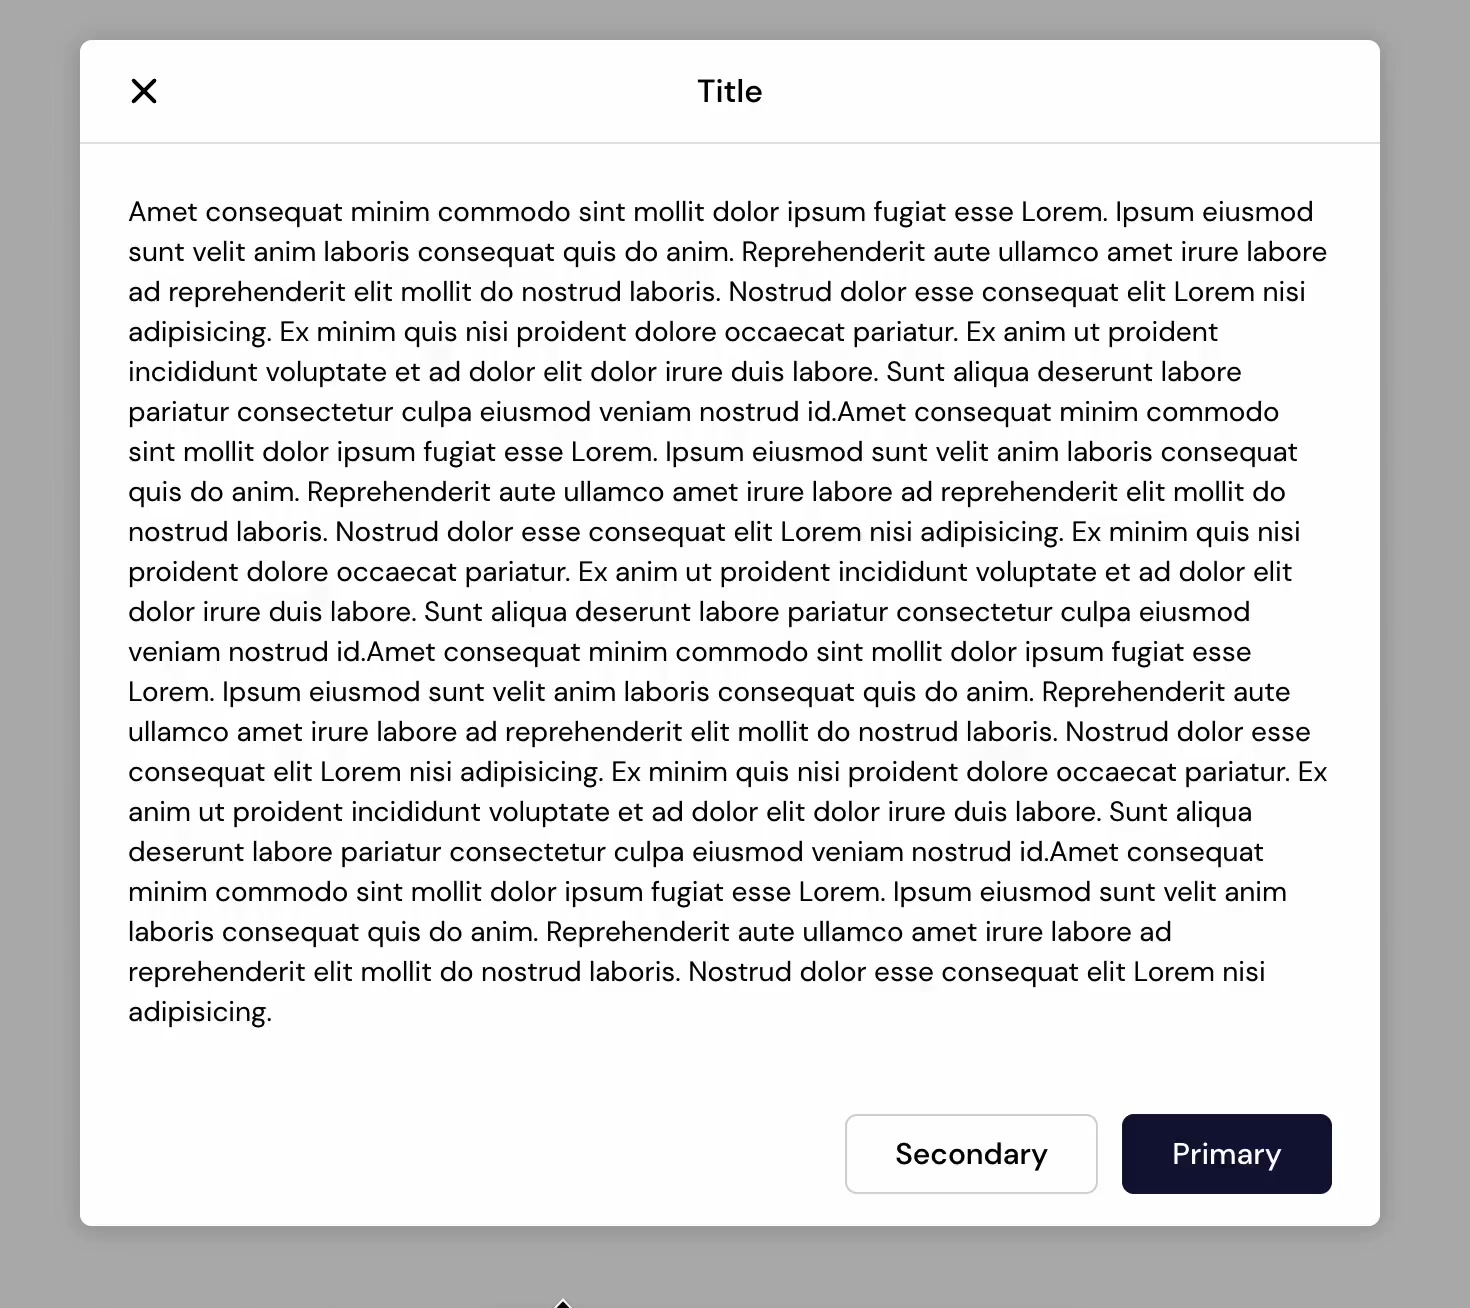 Title
Amet consequat minim commodo sint mollit dolor ipsum fugiat esse Lorem. Ipsum eiusmod
sunt velit anim laboris consequat quis do anim. Reprehenderit aute ullamco amet irure labore
ad reprehenderit elit mollit do nostrud laboris. Nostrud dolor esse consequat elit Lorem nisi
adipisicing. Ex minim quis nisi proident dolore occaecat pariatur. Ex anim ut proident
incididunt voluptate et ad dolor elit dolor irure duis labore. Sunt aliqua deserunt labore
pariatur consectetur culpa eiusmod veniam nostrud id.Amet consequat minim commodo
sint mollit dolor ipsum fugiat esse Lorem. Ipsum eiusmod sunt velit anim laboris consequat
quis do anim. Reprehenderit aute ullamco amet irure labore ad reprehenderit elit mollit do
nostrud laboris. Nostrud dolor esse consequat elit Lorem nisi adipisicing. Ex minim quis nisi
proident dolore occaecat pariatur. Ex anim ut proident incididunt voluptate et ad dolor elit
dolor irure duis labore. Sunt aliqua deserunt labore pariatur consectetur culpa eiusmod
veniam nostrud id.Amet consequat minim commodo sint mollit dolor ipsum fugiat esse
Lorem. Ipsum eiusmod sunt velit anim laboris consequat quis do anim. Reprehenderit aute
ullamco amet irure labore ad reprehenderit elit mollit do nostrud laboris. Nostrud dolor esse
consequat elit Lorem nisi adipisicing. Ex minim quis nisi proident dolore occaecat pariatur. Ex
anim ut proident incididunt voluptate et ad dolor elit dolor irure duis labore. Sunt aliqua
deserunt labore pariatur consectetur culpa eiusmod veniam nostrud id.Amet consequat
minim commodo sint mollit dolor ipsum fugiat esse Lorem. Ipsum eiusmod sunt velit anim
laboris consequat quis do anim. Reprehenderit aute ullamco amet irure labore ad
reprehenderit elit mollit do nostrud laboris. Nostrud dolor esse consequat elit Lorem nisi
adipisicing.
Secondary
Primary